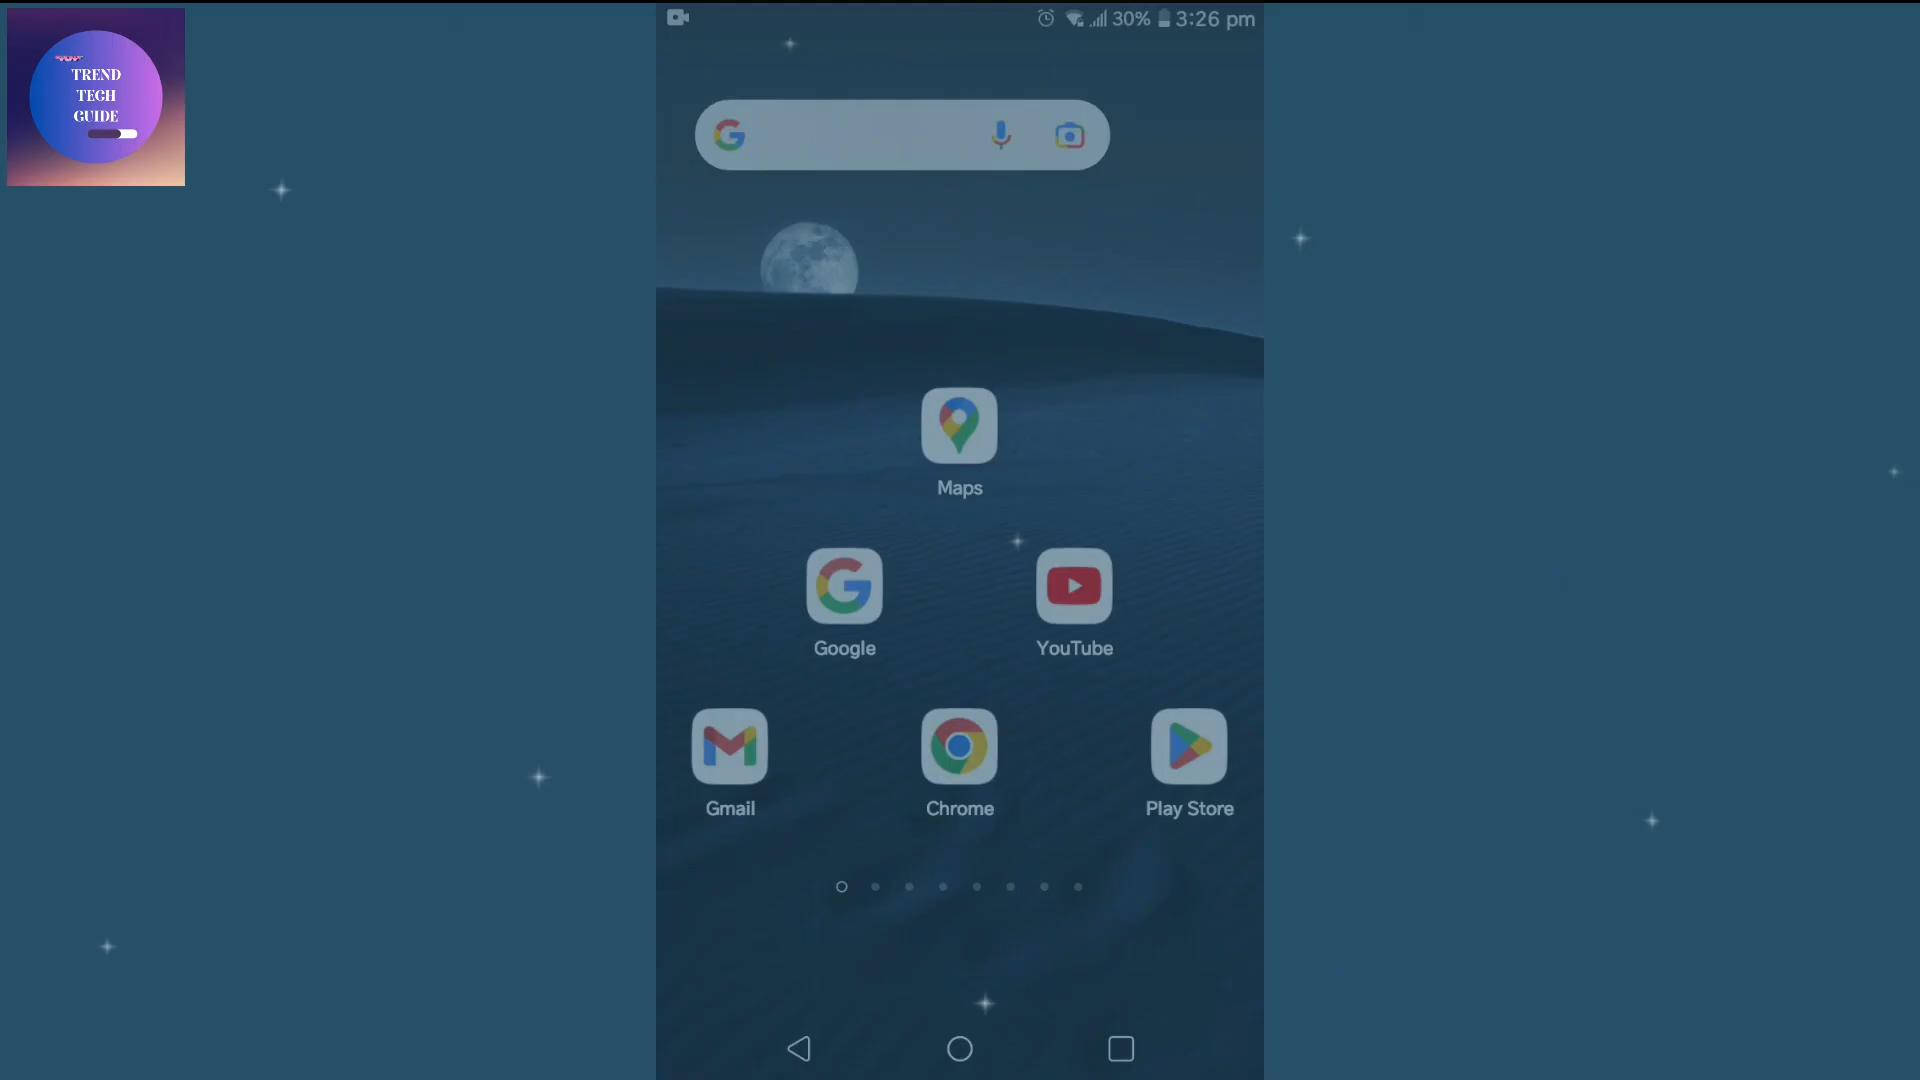 TREND
TECH
GUIDE
30% 3:26 pm
Maps
Google
YouTube
Gmail
Chrome
Play Store